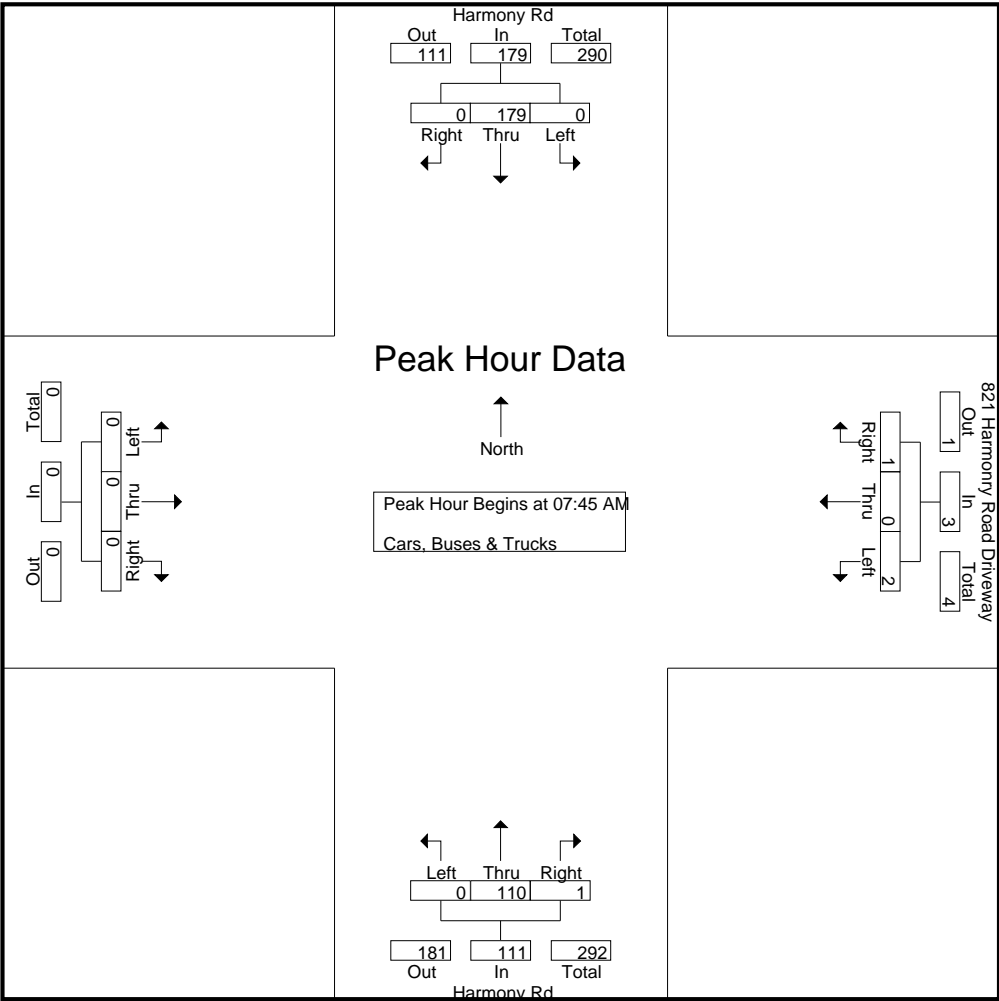 Harmony Rd
Out In Total
111 179 290
0 179 0
Right Thru Left
Peak Hour Data
North
Peak Hour Begins at 07:45 AM
Cars, Buses & Trucks
Total In Out
0 0 0
0 0 0
Left Thru Right
Right Thru Left
1 0 2
1 3 4
Out In Total
821 Harmonry Road Driveway
Left Thru Right
0 110 1
181 111 292
Out In Total
Harmony Rd